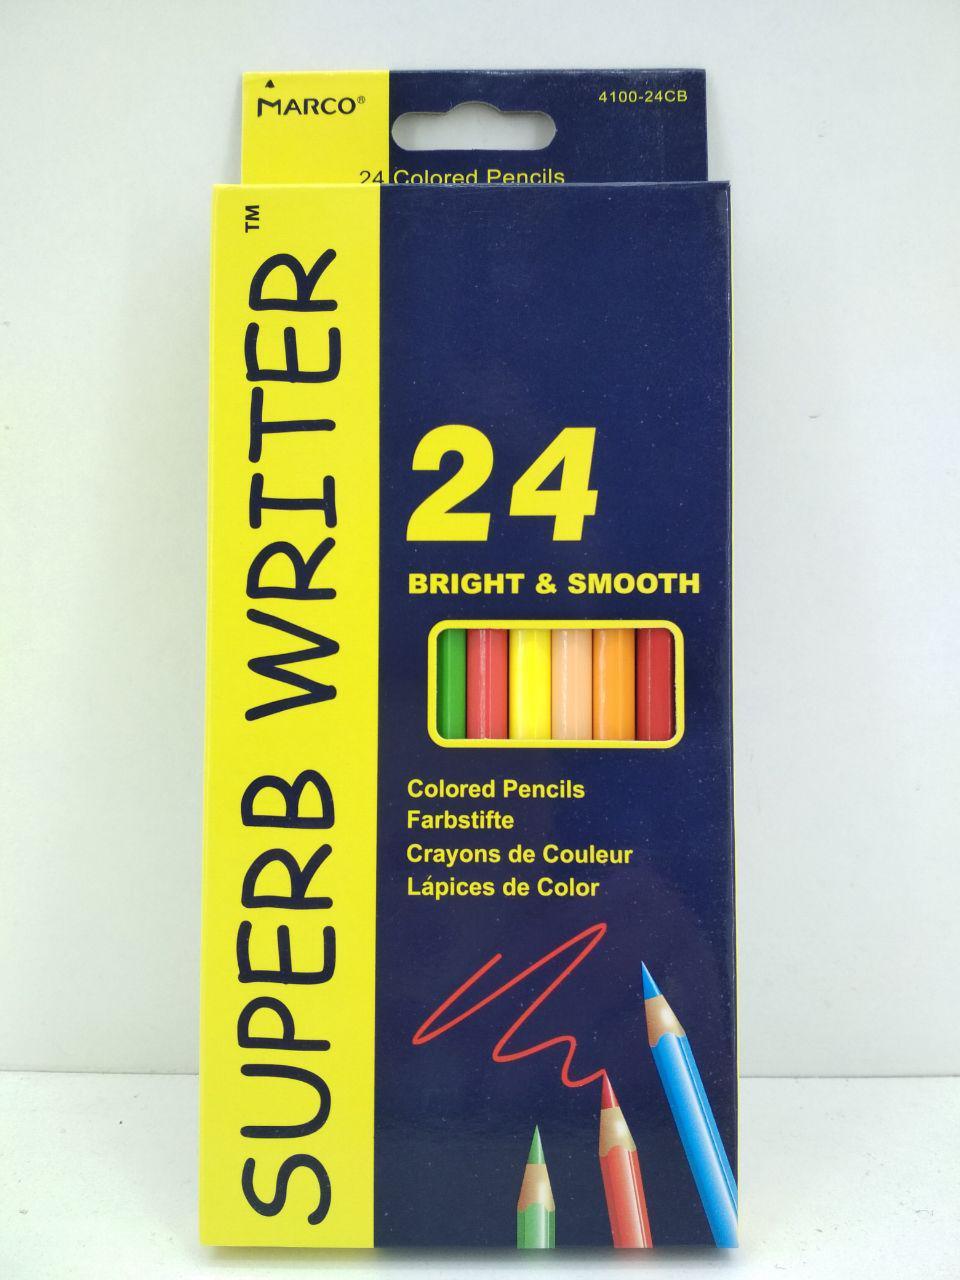 MARCO®
4100-24CB
24 Colored Pencils
SUPERB WRITER™
24
BRIGHT & SMOOTH
Colored Pencils
Farbstifte
Crayons de Couleur
Lápices de Color